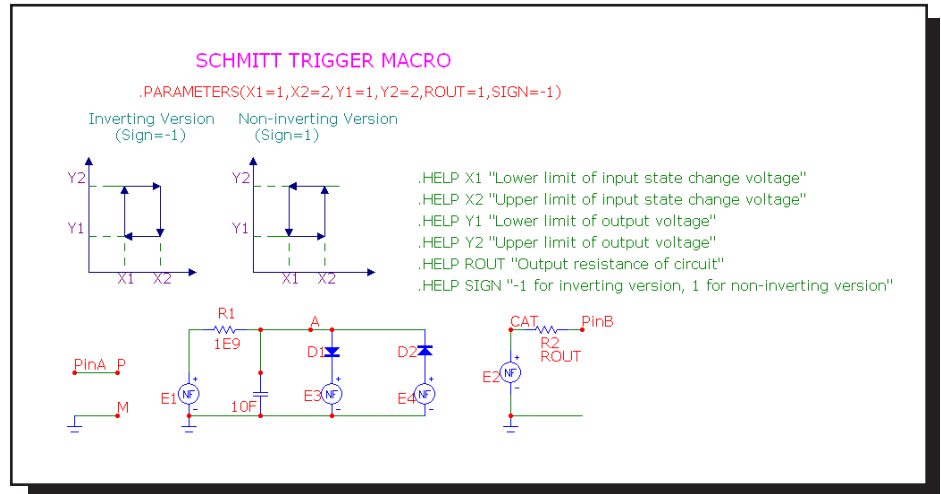 SCHMITT TRIGGER MACRO
.PARAMETERS(X1=1,X2=2,Y1=1,Y2=2,ROUT=1,SIGN=-1)
Inverting Version
(Sign=-1)
Non-inverting Version
(Sign=1)
Y2
Y1
X1 X2
Y2
Y1
X1 X2
.HELP X1 "Lower limit of input state change voltage"
.HELP X2 "Upper limit of input state change voltage"
.HELP Y1 "Lower limit of output voltage"
.HELP Y2 "Upper limit of output voltage"
.HELP ROUT "Output resistance of circuit"
.HELP SIGN "-1 for inverting version, 1 for non-inverting version"
PinA P
M
R1
1E9
A
E1
NF
+
-
10F
D1
E3
NF
+
-
D2
E4
NF
+
-
CAT
PinB
R2
ROUT
E2
NF
+
-